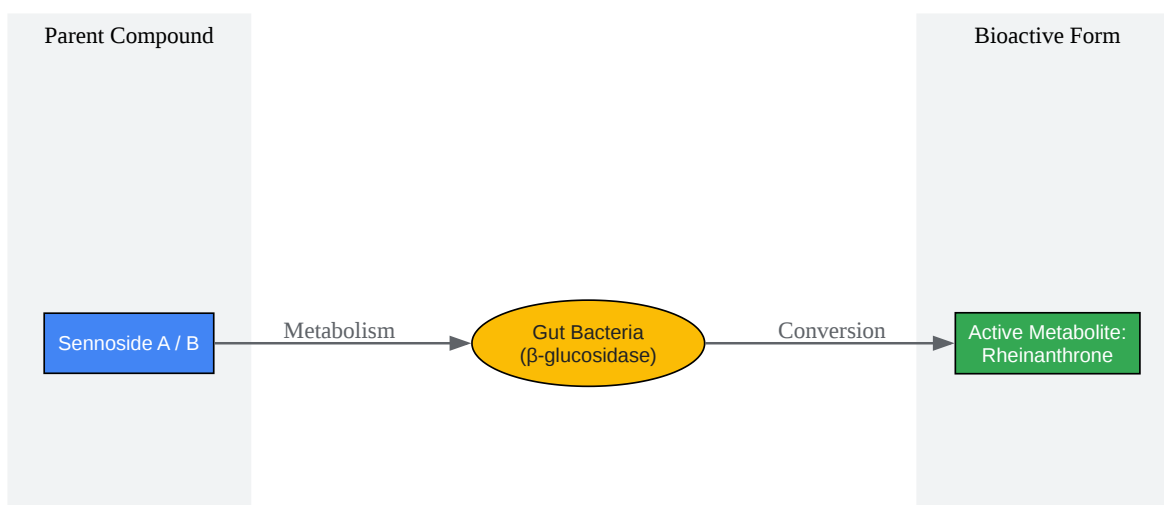 Parent Compound
Bioactive Form
Sennoside A / B
Metabolism
Gut Bacteria
(β-glucosidase)
Conversion
Active Metabolite:
Rheinanthrone